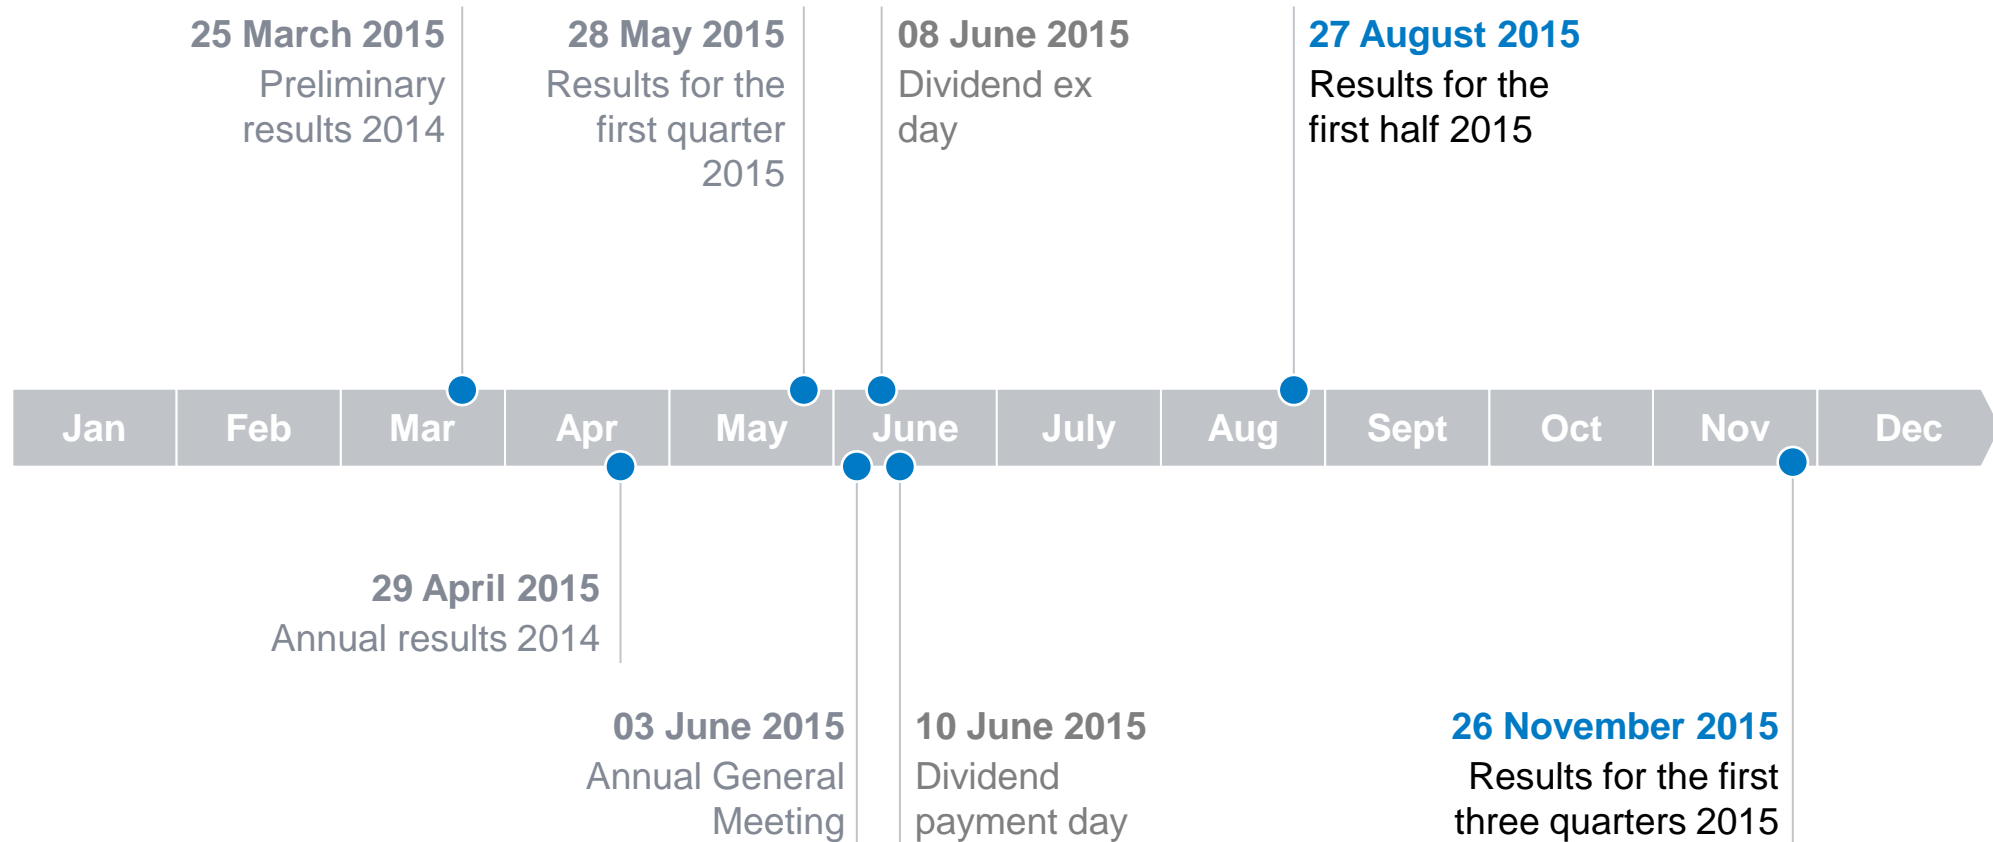 25 March 2015
Preliminary
results 2014
28 May 2015
Results for the
first quarter
2015
08 June 2015
Dividend ex
day
27 August 2015
Results for the
first half 2015
Jan
Feb
Mar
Apr
May
June
July
Aug
Sept
Oct
Nov
Dec
29 April 2015
Annual results 2014
03 June 2015
Annual General
Meeting
10 June 2015
Dividend
payment day
26 November 2015
Results for the first
three quarters 2015